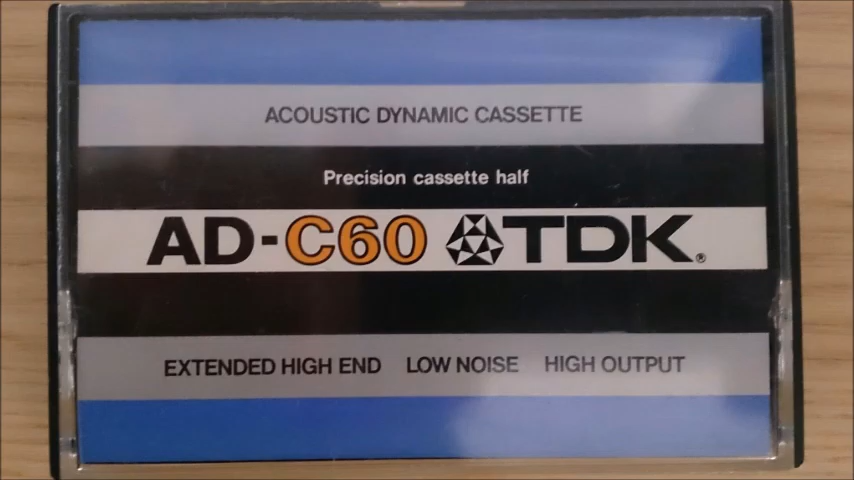 ACOUSTIC DYNAMIC CASSETTE
Precision cassette half
AD-C60 TDK®
EXTENDED HIGH END LOW NOISE HIGH OUTPUT